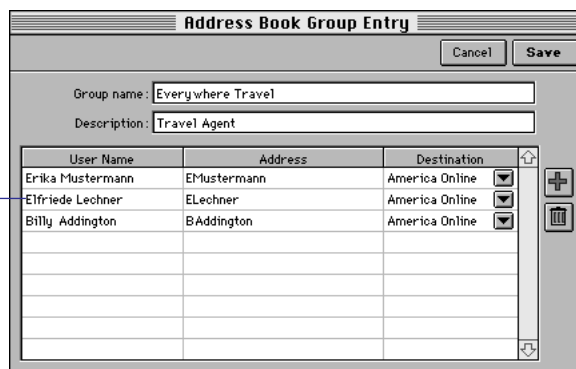 Address Book Group Entry
Cancel Save
Group name: Everywhere Travel
Description: Travel Agent
User Name Address Destination
Erika Mustermann EMustermann America Online
Elfriede Lechner ELechner America Online
Billy Addington BAddington America Online